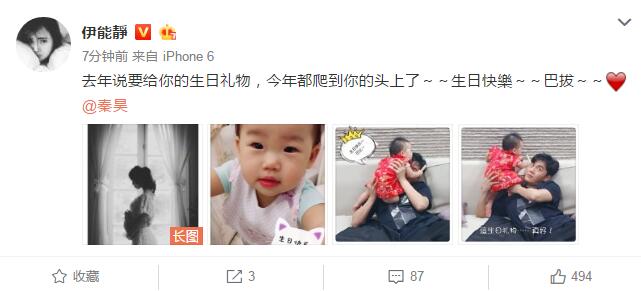 伊能靜
7分钟前 来自 iPhone 6
去年说要给你的生日礼物，今年都爬到你的头上了～～生日快樂～～巴拔～～
@秦昊
长图
生日快乐
這生日礼物……真好！
收藏
3
87
494